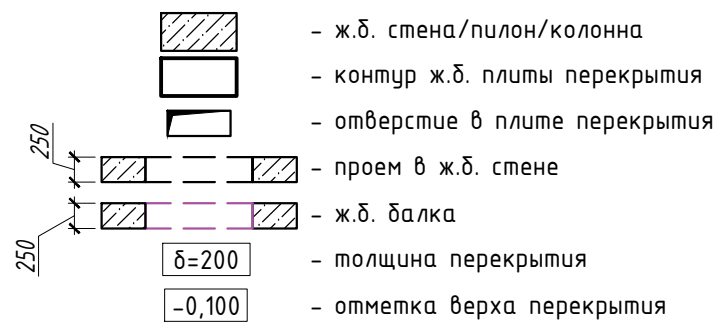 – ж.б. стена/пилон/колонна
– контур ж.б. плиты перекрытия
– отверстие в плите перекрытия
250 – проем в ж.б. стене
250 – ж.б. балка
δ=200 – толщина перекрытия
-0,100 – отметка верха перекрытия